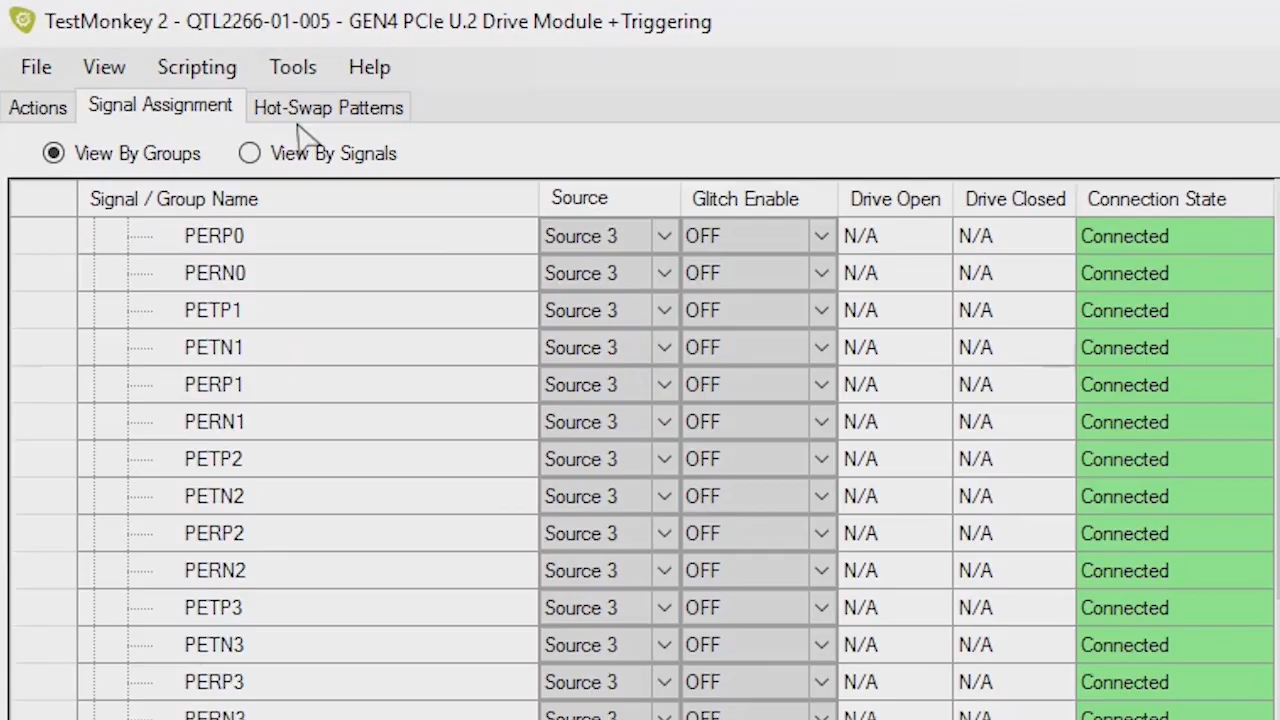 TestMonkey 2 - QTL2266-01-005 - GEN4 PCIe U.2 Drive Module +Triggering
File View Scripting Tools Help
Actions Signal Assignment Hot-Swap Patterns
View By Groups View By Signals
Signal / Group Name Source Glitch Enable Drive Open Drive Closed Connection State
PERP0 Source 3 OFF N/A N/A Connected
PERN0 Source 3 OFF N/A N/A Connected
PETP1 Source 3 OFF N/A N/A Connected
PETN1 Source 3 OFF N/A N/A Connected
PERP1 Source 3 OFF N/A N/A Connected
PERN1 Source 3 OFF N/A N/A Connected
PETP2 Source 3 OFF N/A N/A Connected
PETN2 Source 3 OFF N/A N/A Connected
PERP2 Source 3 OFF N/A N/A Connected
PERN2 Source 3 OFF N/A N/A Connected
PETP3 Source 3 OFF N/A N/A Connected
PETN3 Source 3 OFF N/A N/A Connected
PERP3 Source 3 OFF N/A N/A Connected
PERN3 Source 3 OFF N/A N/A Connected